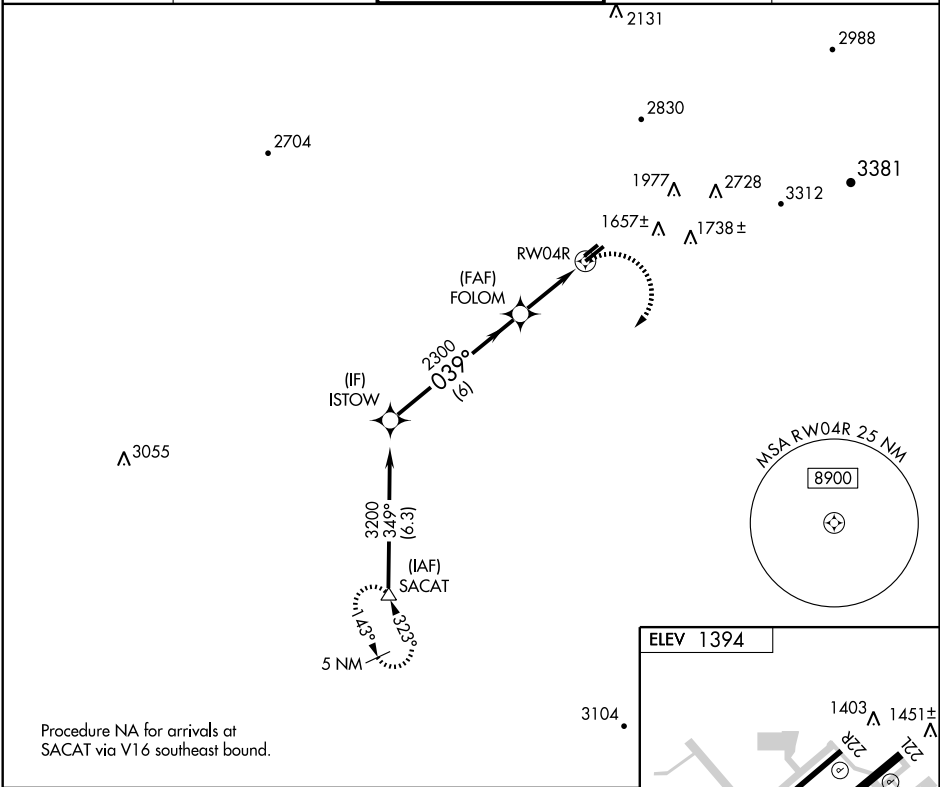 2131
2988
2830
2704
3381
1977
2728
3312
1657±
1738 ±
RW04R
(FAF)
FOLOM
2300
039°
(6)
(IF)
ISTOW
MSA RW04R 25 NM
3055
8900
3200
349°
(6.3)
(IAF)
SACAT
143°
323°
5 NM
ELEV 1394
3104
1403
1451±
22R
22L
P
P
Procedure NA for arrivals at
SACAT via V16 southeast bound.